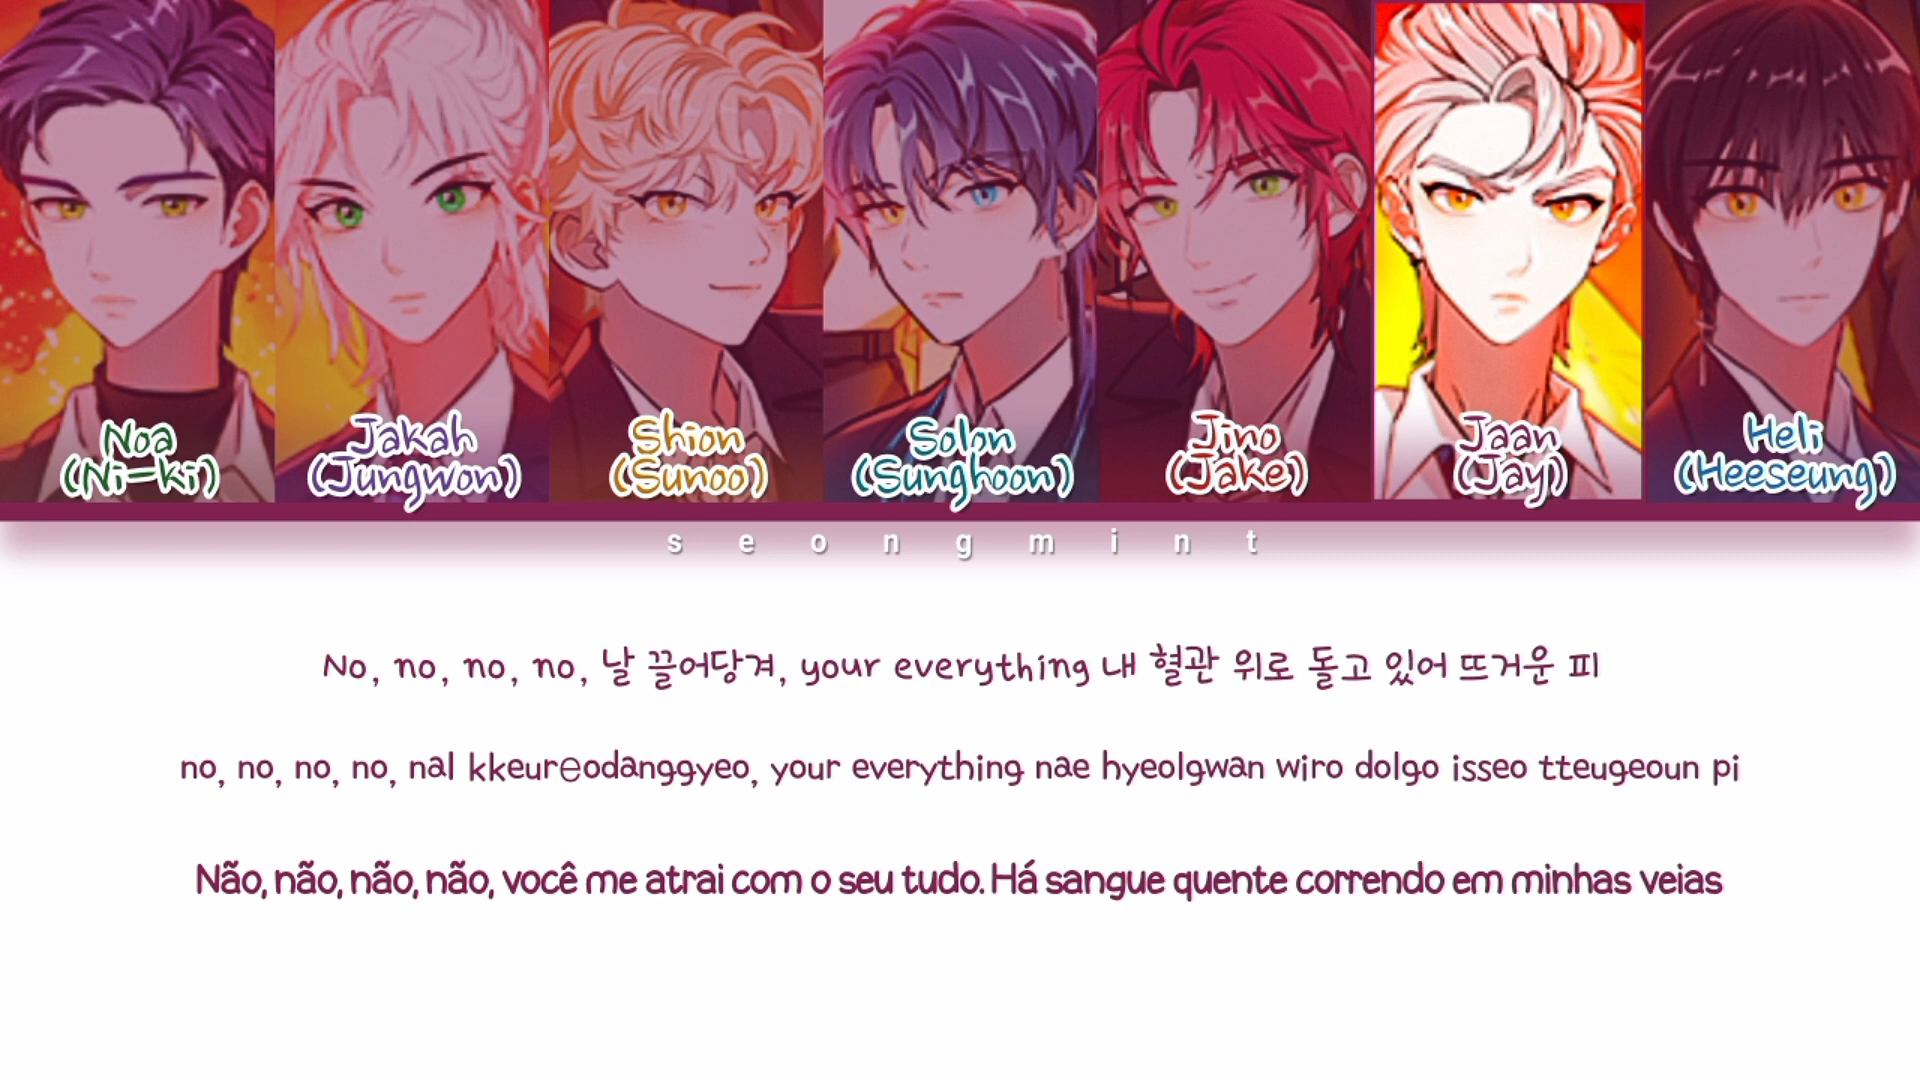 Noa
(Ni-ki)
Jakah
(Jungwon)
Shion
(Sunoo)
Solon
(Sunghoon)
Jino
(Jake)
Jaan
(Jay)
Heli
(Heeseung)
seongmint
No, no, no, no, 날 끌어당겨, your everything 내 혈관 위로 돌고 있어 뜨거운 피
no, no, no, no, nal kkeureodanggyeo, your everything nae hyeolgwan wiro dolgo isseo tteugeoun pi
Não, não, não, não, você me atrai com o seu tudo. Há sangue quente correndo em minhas veias